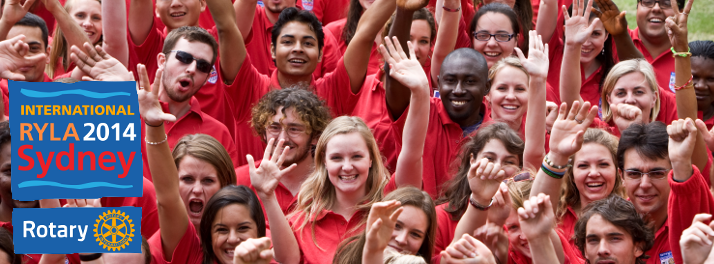 INTERNATIONAL
RYLA 2014
Sydney
Rotary